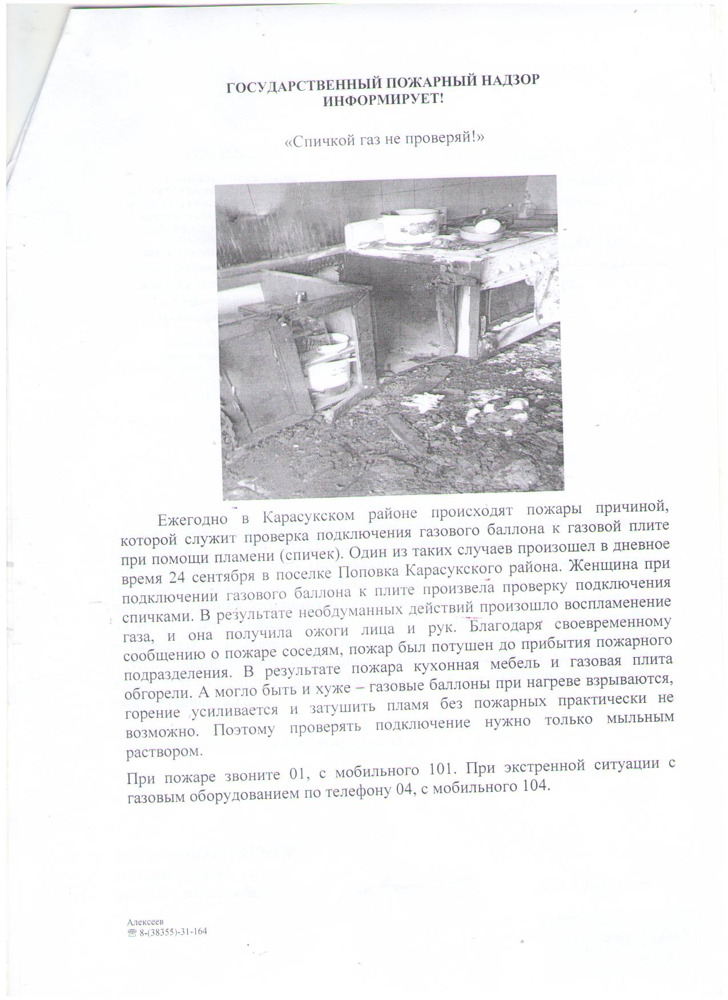 ГОСУДАРСТВЕННЫЙ ПОЖАРНЫЙ НАДЗОР
ИНФОРМИРУЕТ!
«Спичкой газ не проверяй!»
Ежегодно в Карасукском районе происходят пожары причиной,
которой служит проверка подключения газового баллона к газовой плите
при помощи пламени (спичек). Один из таких случаев произошел в дневное
время 24 сентября в поселке Поповка Карасукского района. Женщина при
подключении газового баллона к плите произвела проверку подключения
спичками. В результате необдуманных действий произошло воспламенение
газа, и она получила ожоги лица и рук. Благодаря своевременному
сообщению о пожаре соседям, пожар был потушен до прибытия пожарного
подразделения. В результате пожара кухонная мебель и газовая плита
обгорели. А могло быть и хуже – газовые баллоны при нагреве взрываются,
горение усиливается и затушить пламя без пожарных практически не
возможно. Поэтому проверять подключение нужно только мыльным
раствором.
При пожаре звоните 01, с мобильного 101. При экстренной ситуации с
газовым оборудованием по телефону 04, с мобильного 104.
Алексеев
☏ 8-(38355)-31-164